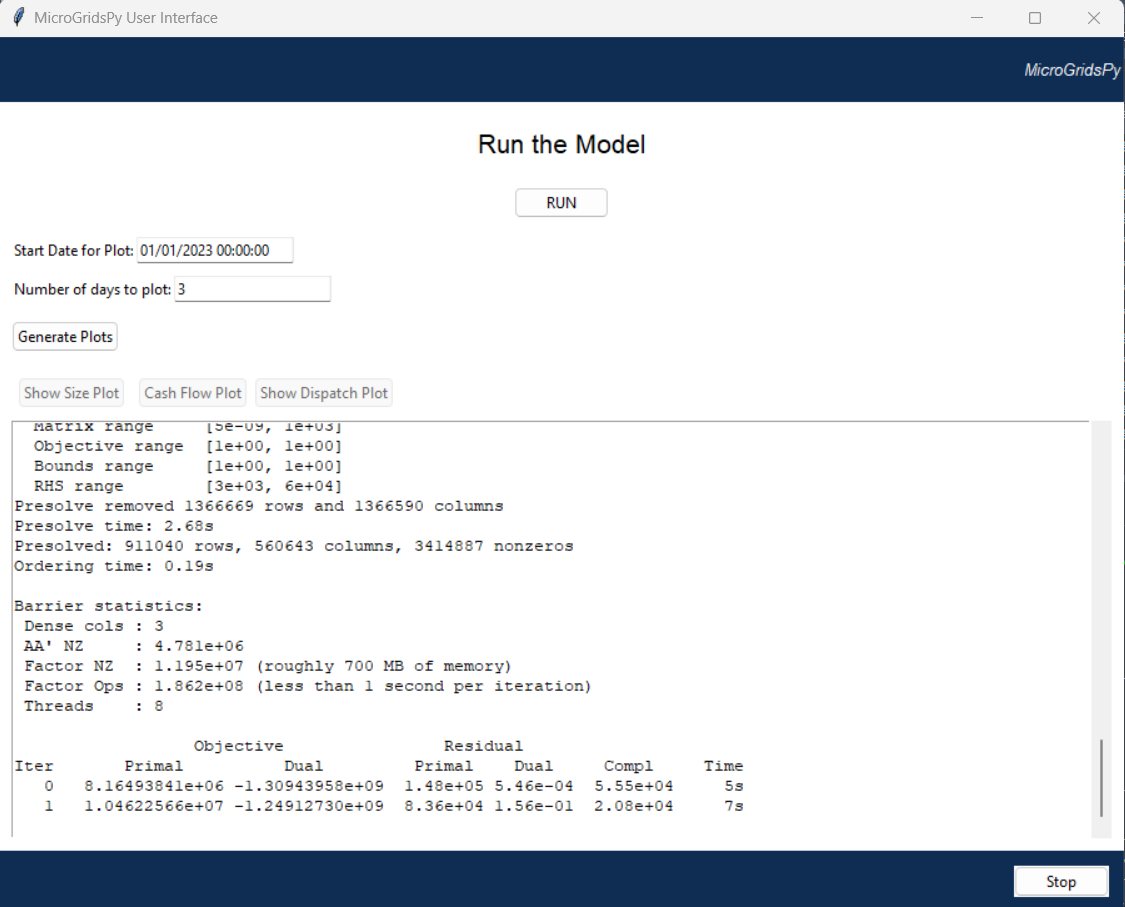 MicroGridsPy User Interface
MicroGridsPy
Run the Model
RUN
Start Date for Plot: 01/01/2023 00:00:00
Number of days to plot: 3
Generate Plots
Show Size Plot Cash Flow Plot Show Dispatch Plot
Matrix range [5e-09, 1e+03]
Objective range [1e+00, 1e+00]
Bounds range [1e+00, 1e+00]
RHS range [3e+03, 6e+04]
Presolve removed 1366669 rows and 1366590 columns
Presolve time: 2.68s
Presolved: 911040 rows, 560643 columns, 3414887 nonzeros
Ordering time: 0.19s
Barrier statistics:
Dense cols : 3
AA' NZ : 4.781e+06
Factor NZ : 1.195e+07 (roughly 700 MB of memory)
Factor Ops : 1.862e+08 (less than 1 second per iteration)
Threads : 8
Objective Residual
Iter Primal Dual Primal Dual Compl Time
0 8.16493841e+06 -1.30943958e+09 1.48e+05 5.46e-04 5.55e+04 5s
1 1.04622566e+07 -1.24912730e+09 8.36e+04 1.56e-01 2.08e+04 7s
Stop